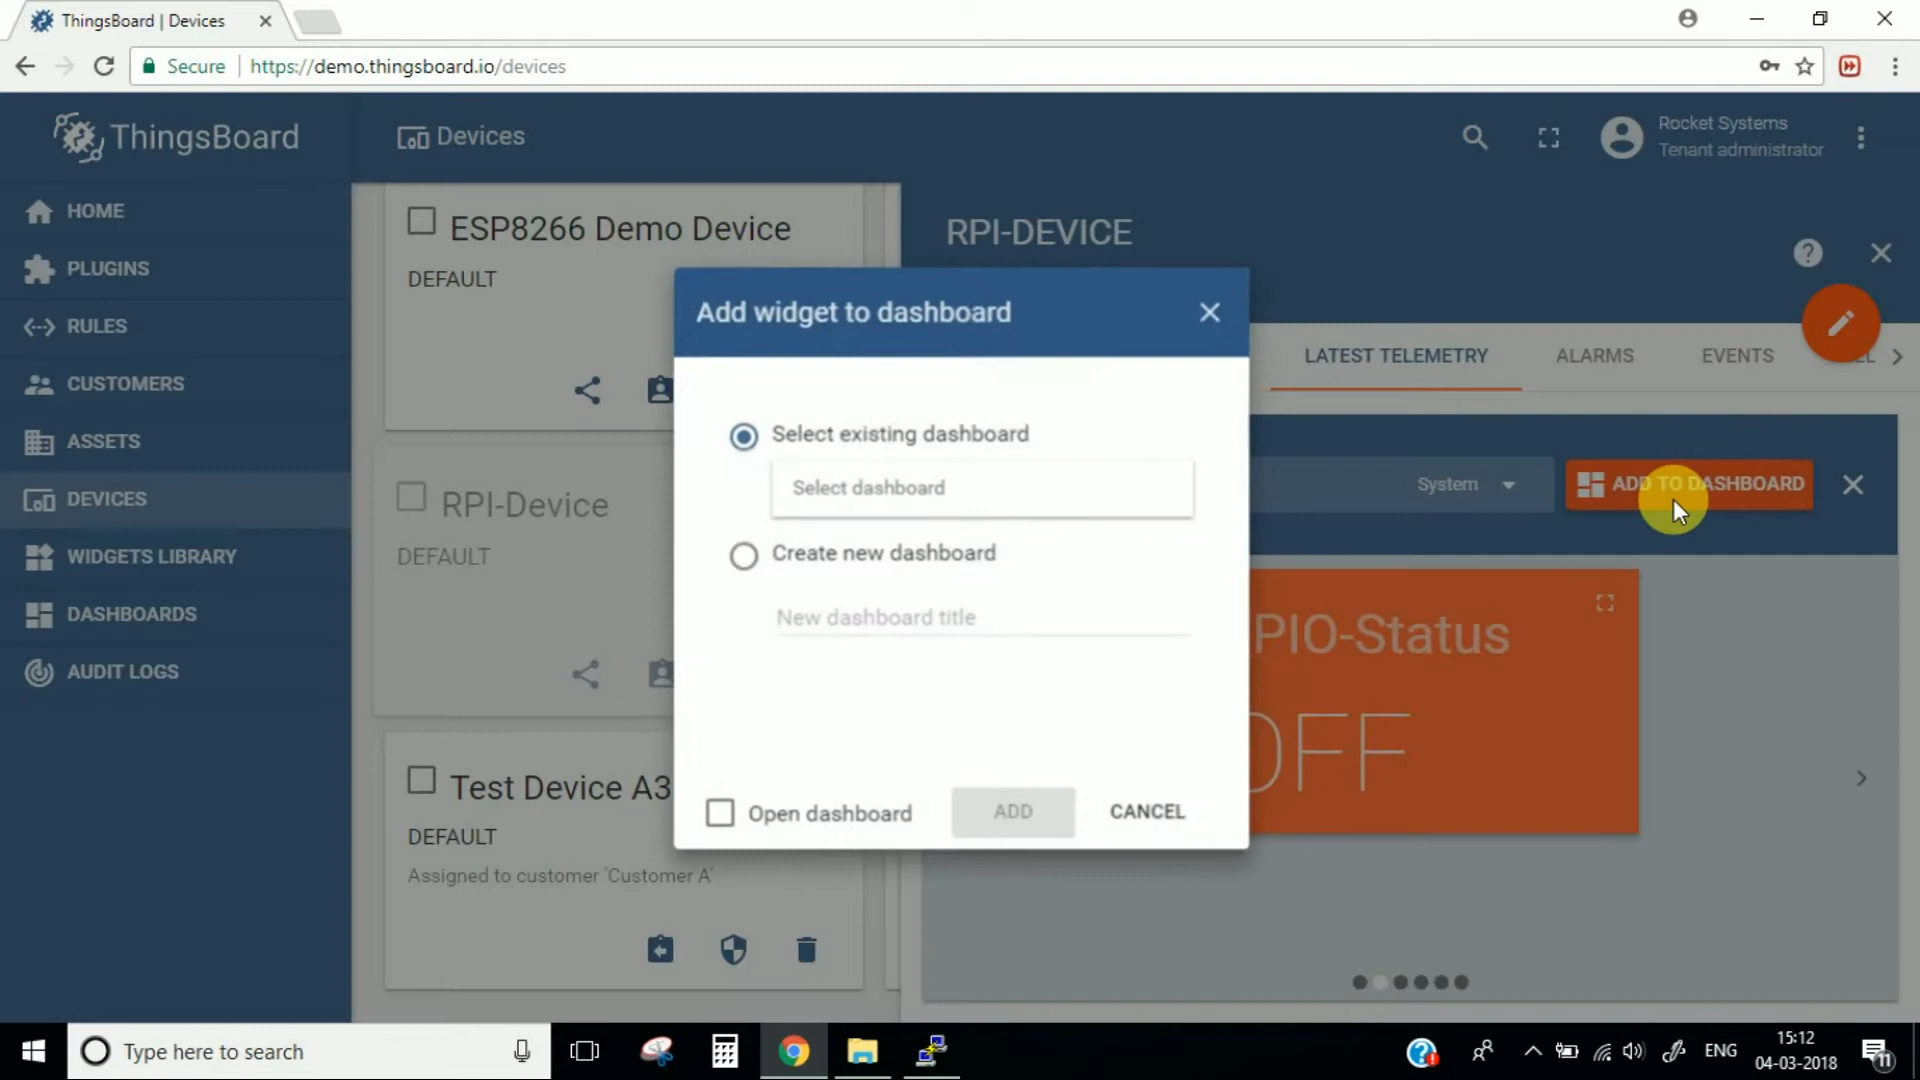 ThingsBoard | Devices
Secure
https://demo.thingsboard.io/devices
ThingsBoard
Devices
Rocket Systems
Tenant administrator
HOME
PLUGINS
RULES
CUSTOMERS
ASSETS
DEVICES
WIDGETS LIBRARY
DASHBOARDS
AUDIT LOGS
ESP8266 Demo Device
DEFAULT
RPI-Device
DEFAULT
Test Device A3
DEFAULT
Assigned to customer 'Customer A'
RPI-DEVICE
LATEST TELEMETRY
ALARMS
EVENTS
System
ADD TO DASHBOARD
PIO-Status
OFF
Add widget to dashboard
Select existing dashboard
Select dashboard
Create new dashboard
New dashboard title
Open dashboard
ADD
CANCEL
Type here to search
ENG
15:12
04-03-2018
11